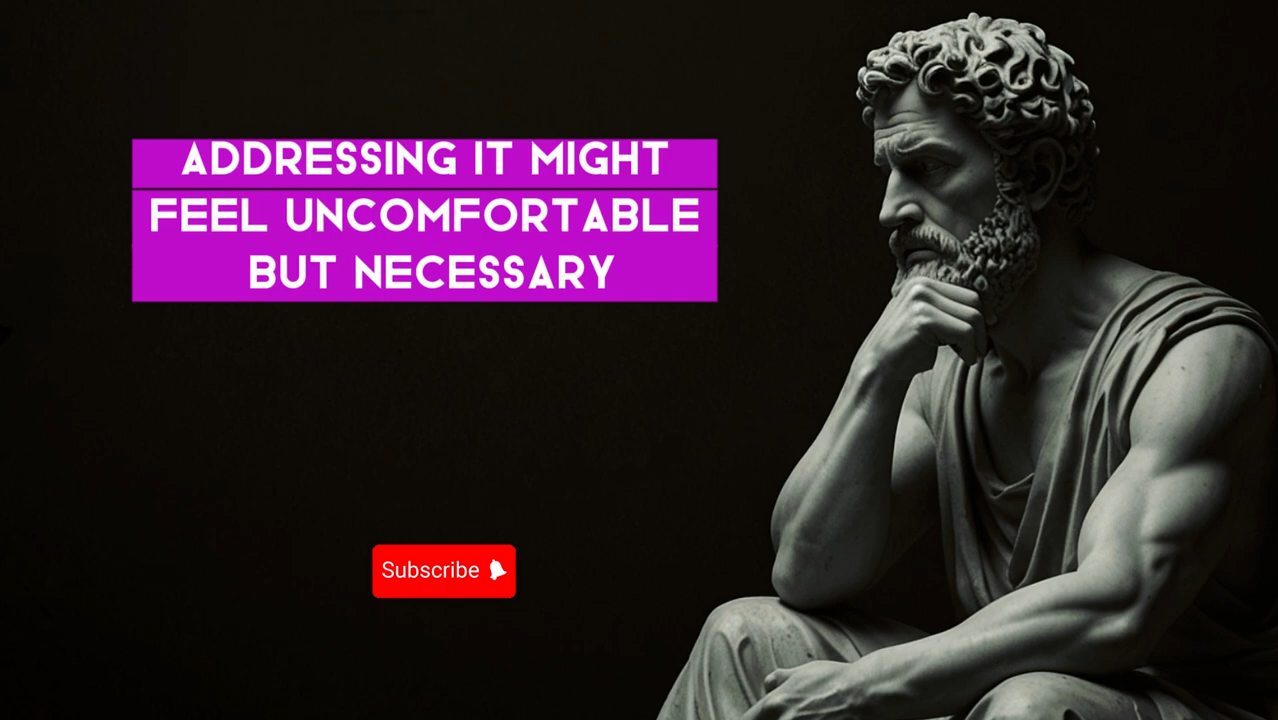 ADDRESSING IT MIGHT
FEEL UNCOMFORTABLE
BUT NECESSARY
Subscribe